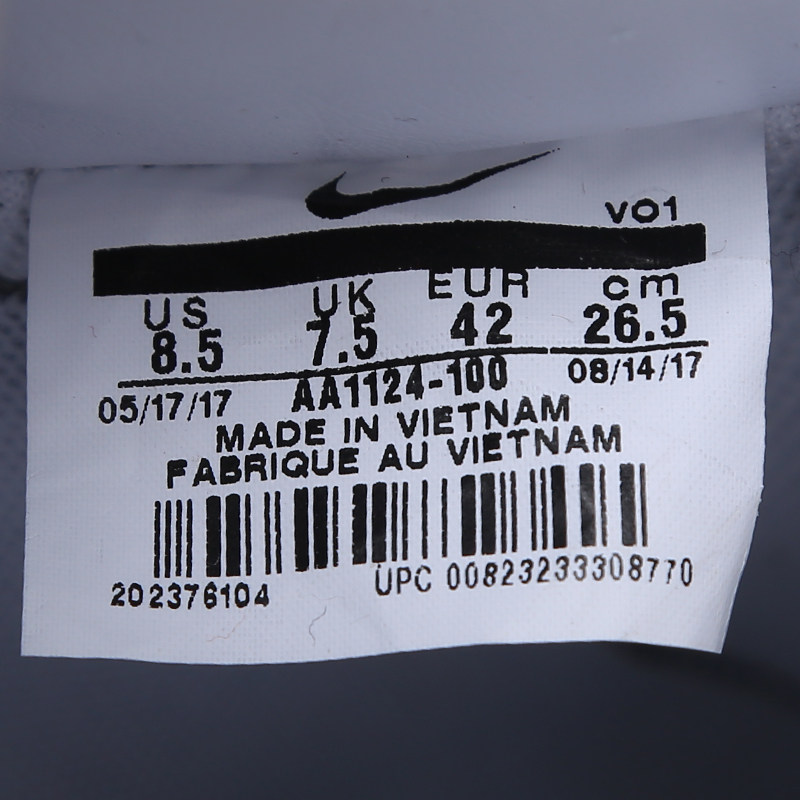 VO1
US UK EUR cm
8.5 7.5 42 26.5
05/17/17 AA1124-100 08/14/17
MADE IN VIETNAM
FABRIQUE AU VIETNAM
202376104 UPC 00823233308770